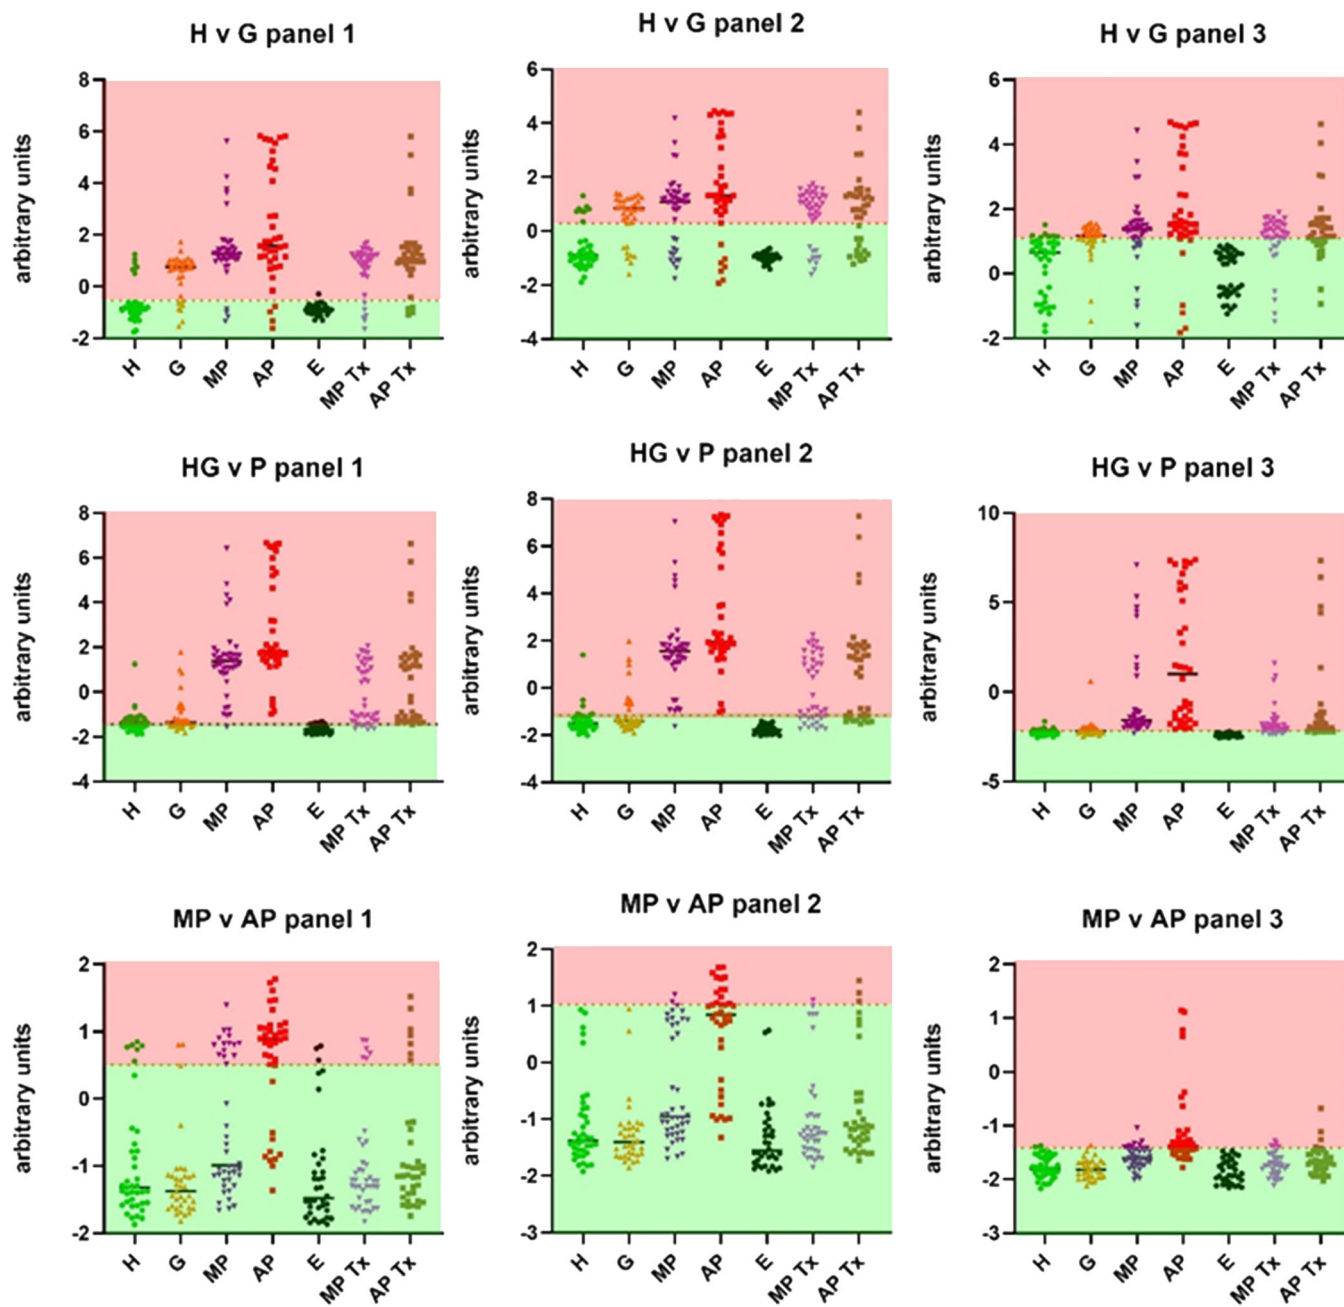 H v G panel 1
H v G panel 2
H v G panel 3
arbitrary units
8
6
4
2
0
-2
H G MP AP E MP Tx AP Tx
arbitrary units
6
4
2
0
-2
-4
H G MP AP E MP Tx AP Tx
arbitrary units
6
4
2
0
-2
H G MP AP E MP Tx AP Tx
HG v P panel 1
HG v P panel 2
HG v P panel 3
arbitrary units
8
6
4
2
0
-2
-4
H G MP AP E MP Tx AP Tx
arbitrary units
8
6
4
2
0
-2
-4
H G MP AP E MP Tx AP Tx
arbitrary units
10
5
0
-5
H G MP AP E MP Tx AP Tx
MP v AP panel 1
MP v AP panel 2
MP v AP panel 3
arbitrary units
2
1
0
-1
-2
H G MP AP E MP Tx AP Tx
arbitrary units
2
1
0
-1
-2
-3
H G MP AP E MP Tx AP Tx
arbitrary units
2
1
0
-1
-2
-3
H G MP AP E MP Tx AP Tx